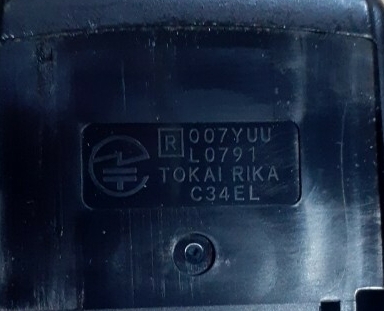 R 007YUU
L0791
TOKAI RIKA
C34EL